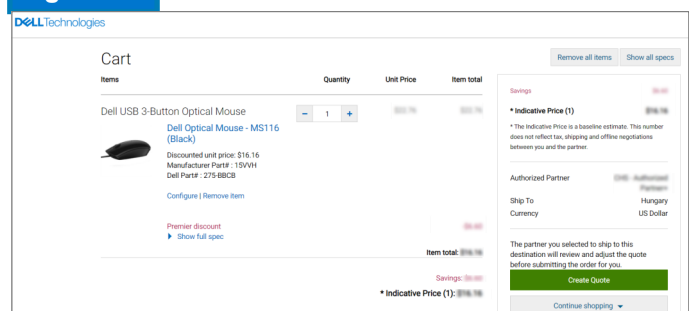 DELLTechnologies
Cart
Remove all items Show all specs
Items Quantity Unit Price Item total
Dell USB 3-Button Optical Mouse
− 1 +
Dell Optical Mouse - MS116
(Black)
Discounted unit price: $16.16
Manufacturer Part# : 15VVH
Dell Part# : 275-BBCB
Configure | Remove item
Premier discount
Show full spec
Item total:
Savings:
* Indicative Price (1):
Savings
* Indicative Price (1)
* The Indicative Price is a baseline estimate. This number
does not reflect tax, shipping and offline negotiations
between you and the partner.
Authorized Partner
Ship To Hungary
Currency US Dollar
The partner you selected to ship to this
destination will review and adjust the quote
before submitting the order for you.
Create Quote
Continue shopping